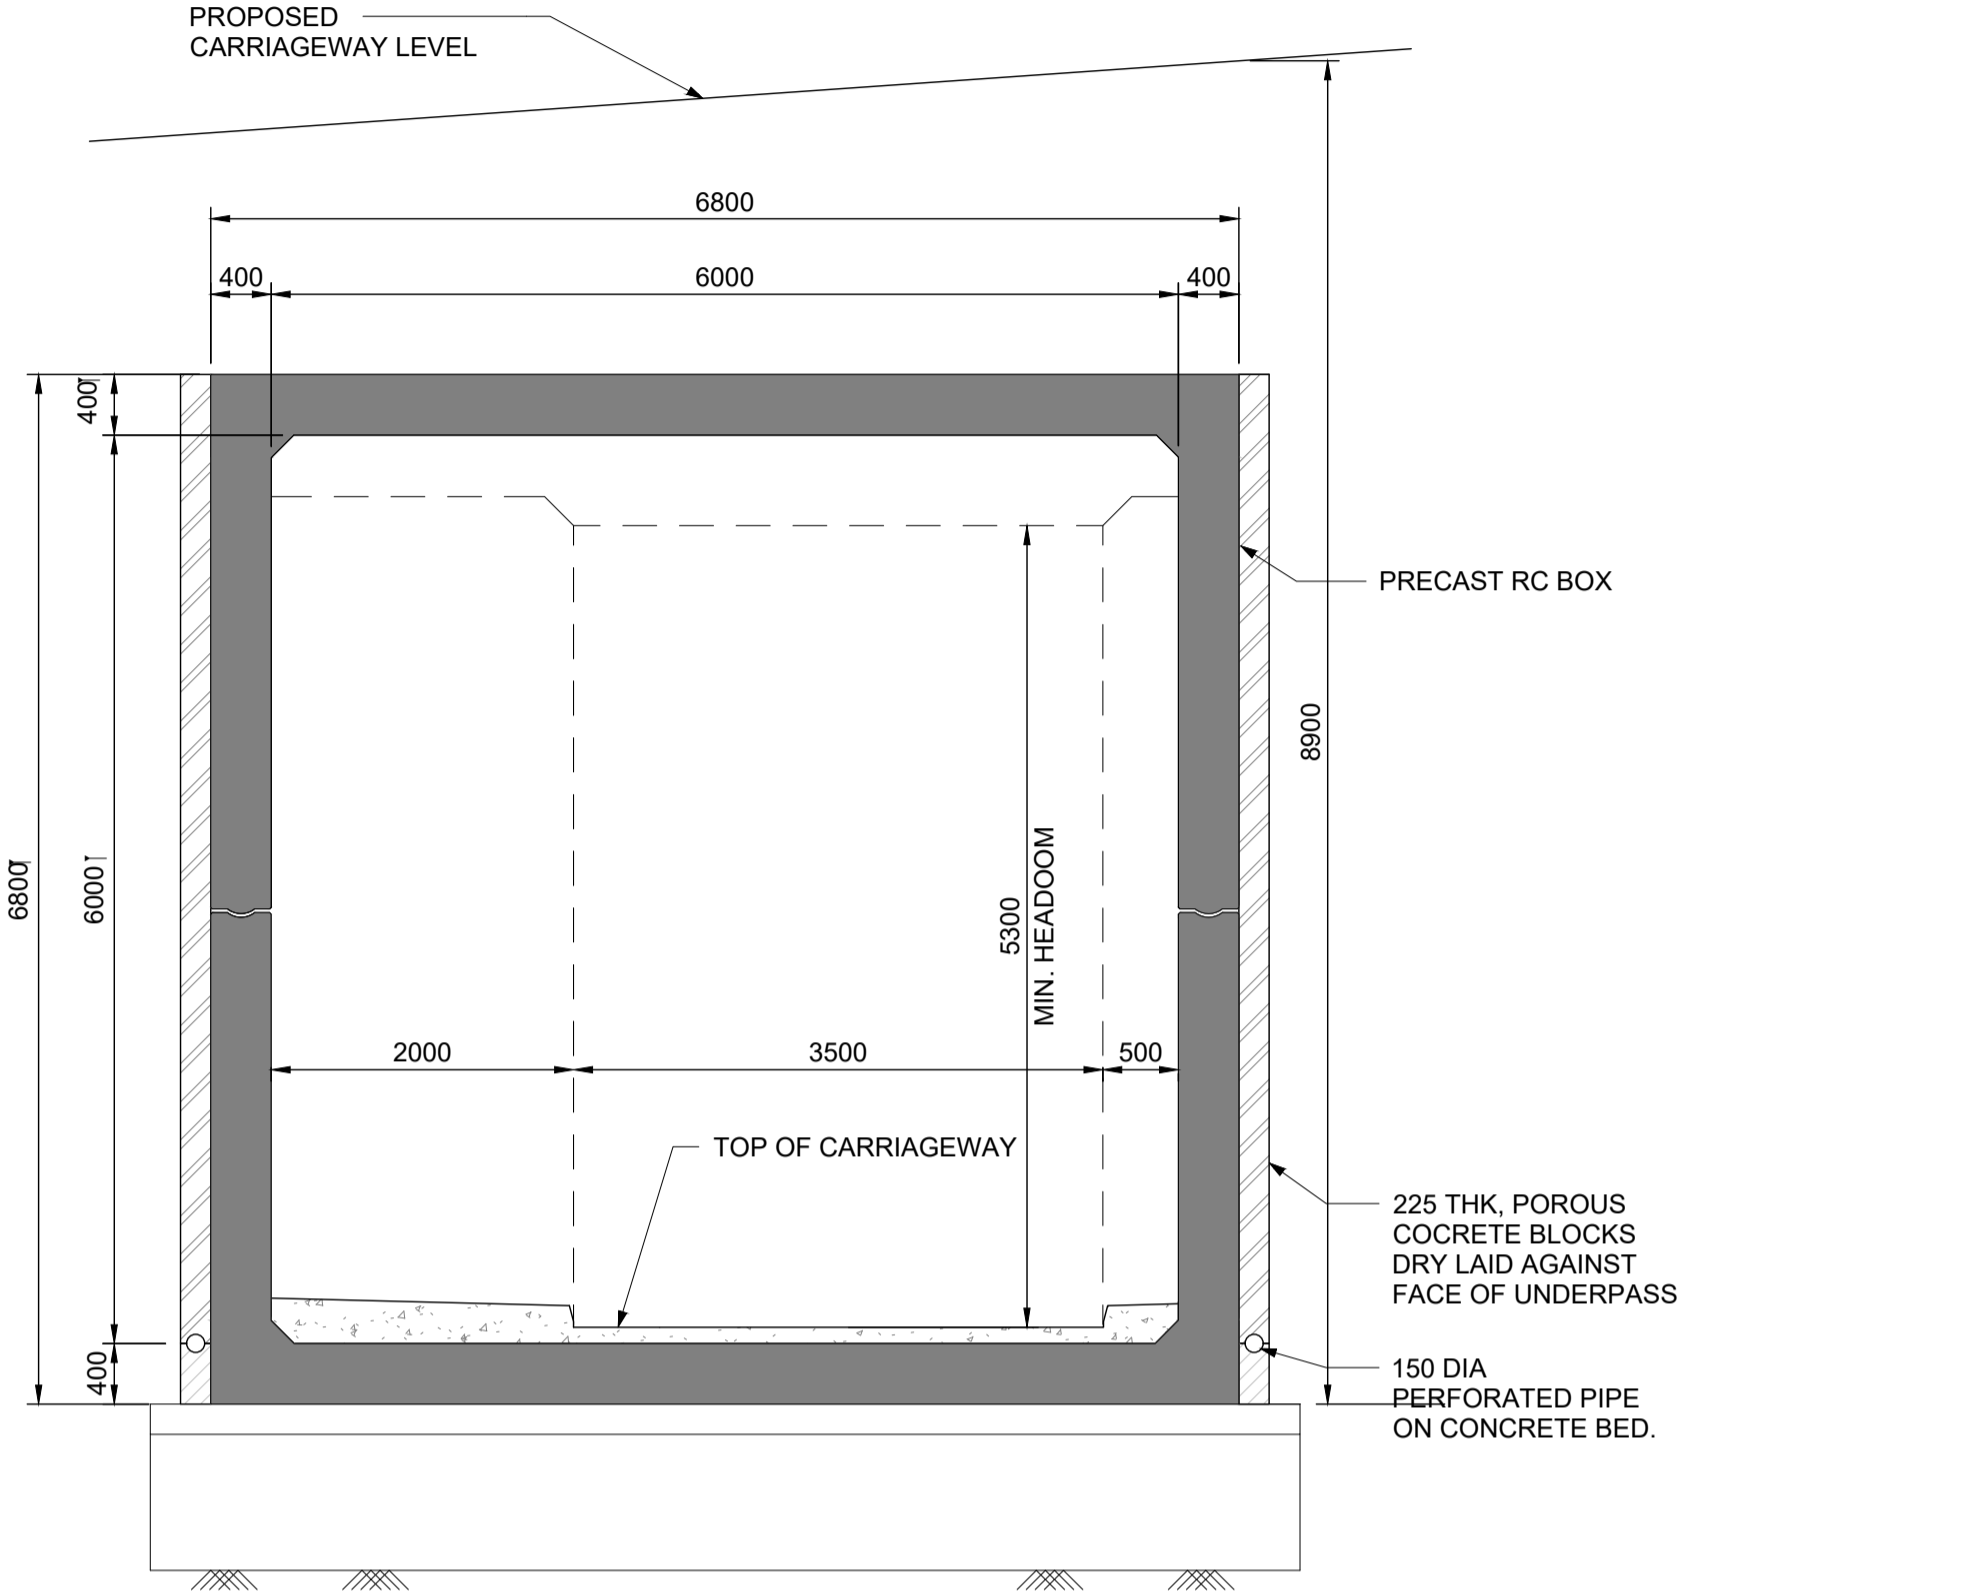 PROPOSED
CARRIAGEWAY LEVEL
6800
400
6000
400
400
PRECAST RC BOX
8900
6800
6000
5300
MIN. HEADOOM
2000
3500
500
TOP OF CARRIAGEWAY
225 THK, POROUS
COCRETE BLOCKS
DRY LAID AGAINST
FACE OF UNDERPASS
400
150 DIA
PERFORATED PIPE
ON CONCRETE BED.